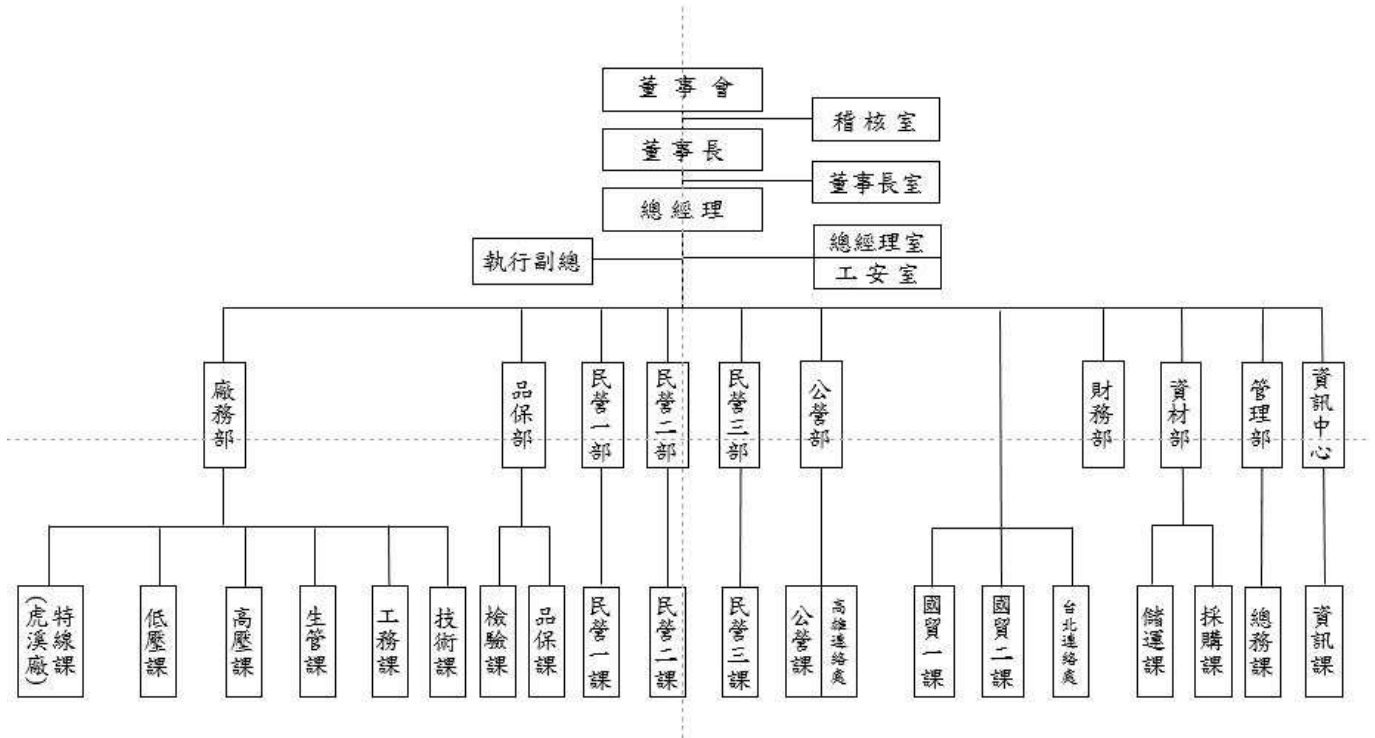 董事會
稽核室
董事長
董事長室
總經理
總經理室
執行副總
工安室
廠務部
品保部
民營一部
民營二部
民營三部
公營部
財務部
資材部
管理部
資訊中心
特線課
(虎溪廠)
低壓課
高壓課
生管課
工務課
技術課
檢驗課
品保課
民營一課
民營二課
民營三課
公營課
高雄連絡處
國貿一課
國貿二課
台北連絡處
儲運課
採購課
總務課
資訊課